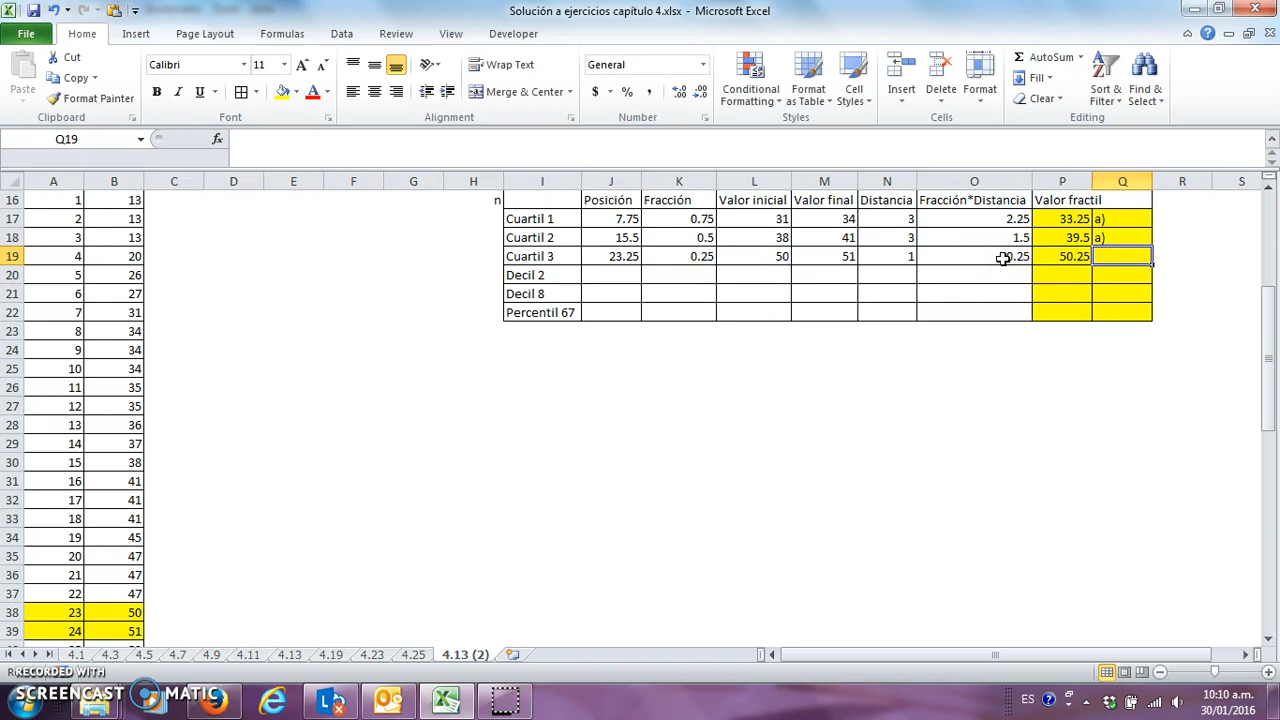 Solución a ejercicios capítulo 4.xlsx - Microsoft Excel
File Home Insert Page Layout Formulas Data Review View Developer
Cut
Copy
Format Painter
Paste
Clipboard
Calibri 11
Font
Wrap Text
Merge & Center
Alignment
General
Number
Conditional Formatting
Format as Table
Cell Styles
Styles
Insert
Delete
Format
Cells
AutoSum
Fill
Clear
Sort & Filter
Find & Select
Editing
Q19
A B C D E F G H I J K L M N O P Q R S
16 1 13 n Posición Fracción Valor inicial Valor final Distancia Fracción*Distancia Valor fractil
17 2 13 Cuartil 1 7.75 0.75 31 34 3 2.25 33.25 a)
18 3 13 Cuartil 2 15.5 0.5 38 41 3 1.5 39.5 a)
19 4 20 Cuartil 3 23.25 0.25 50 51 1 0.25 50.25
20 5 26 Decil 2
21 6 27 Decil 8
22 7 31 Percentil 67
23 8 34
24 9 34
25 10 34
26 11 35
27 12 35
28 13 36
29 14 37
30 15 38
31 16 41
32 17 41
33 18 41
34 19 45
35 20 47
36 21 47
37 22 47
38 23 50
39 24 51
4.1 4.3 4.5 4.7 4.9 4.11 4.13 4.19 4.23 4.25 4.13 (2)
RECORDED WITH
SCREENCAST MATIC
ES
10:10 a.m.
30/01/2016